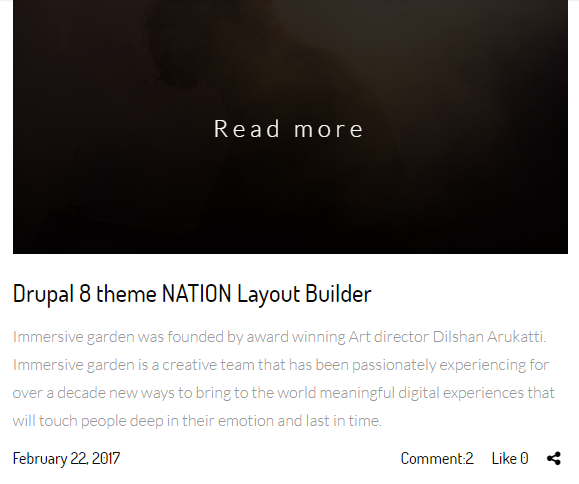 Read more
Drupal 8 theme NATION Layout Builder
Immersive garden was founded by award winning Art director Dilshan Arukatti.
Immersive garden is a creative team that has been passionately experiencing for
over a decade new ways to bring to the world meaningful digital experiences that
will touch people deep in their emotion and last in time.
February 22, 2017 Comment:2 Like 0